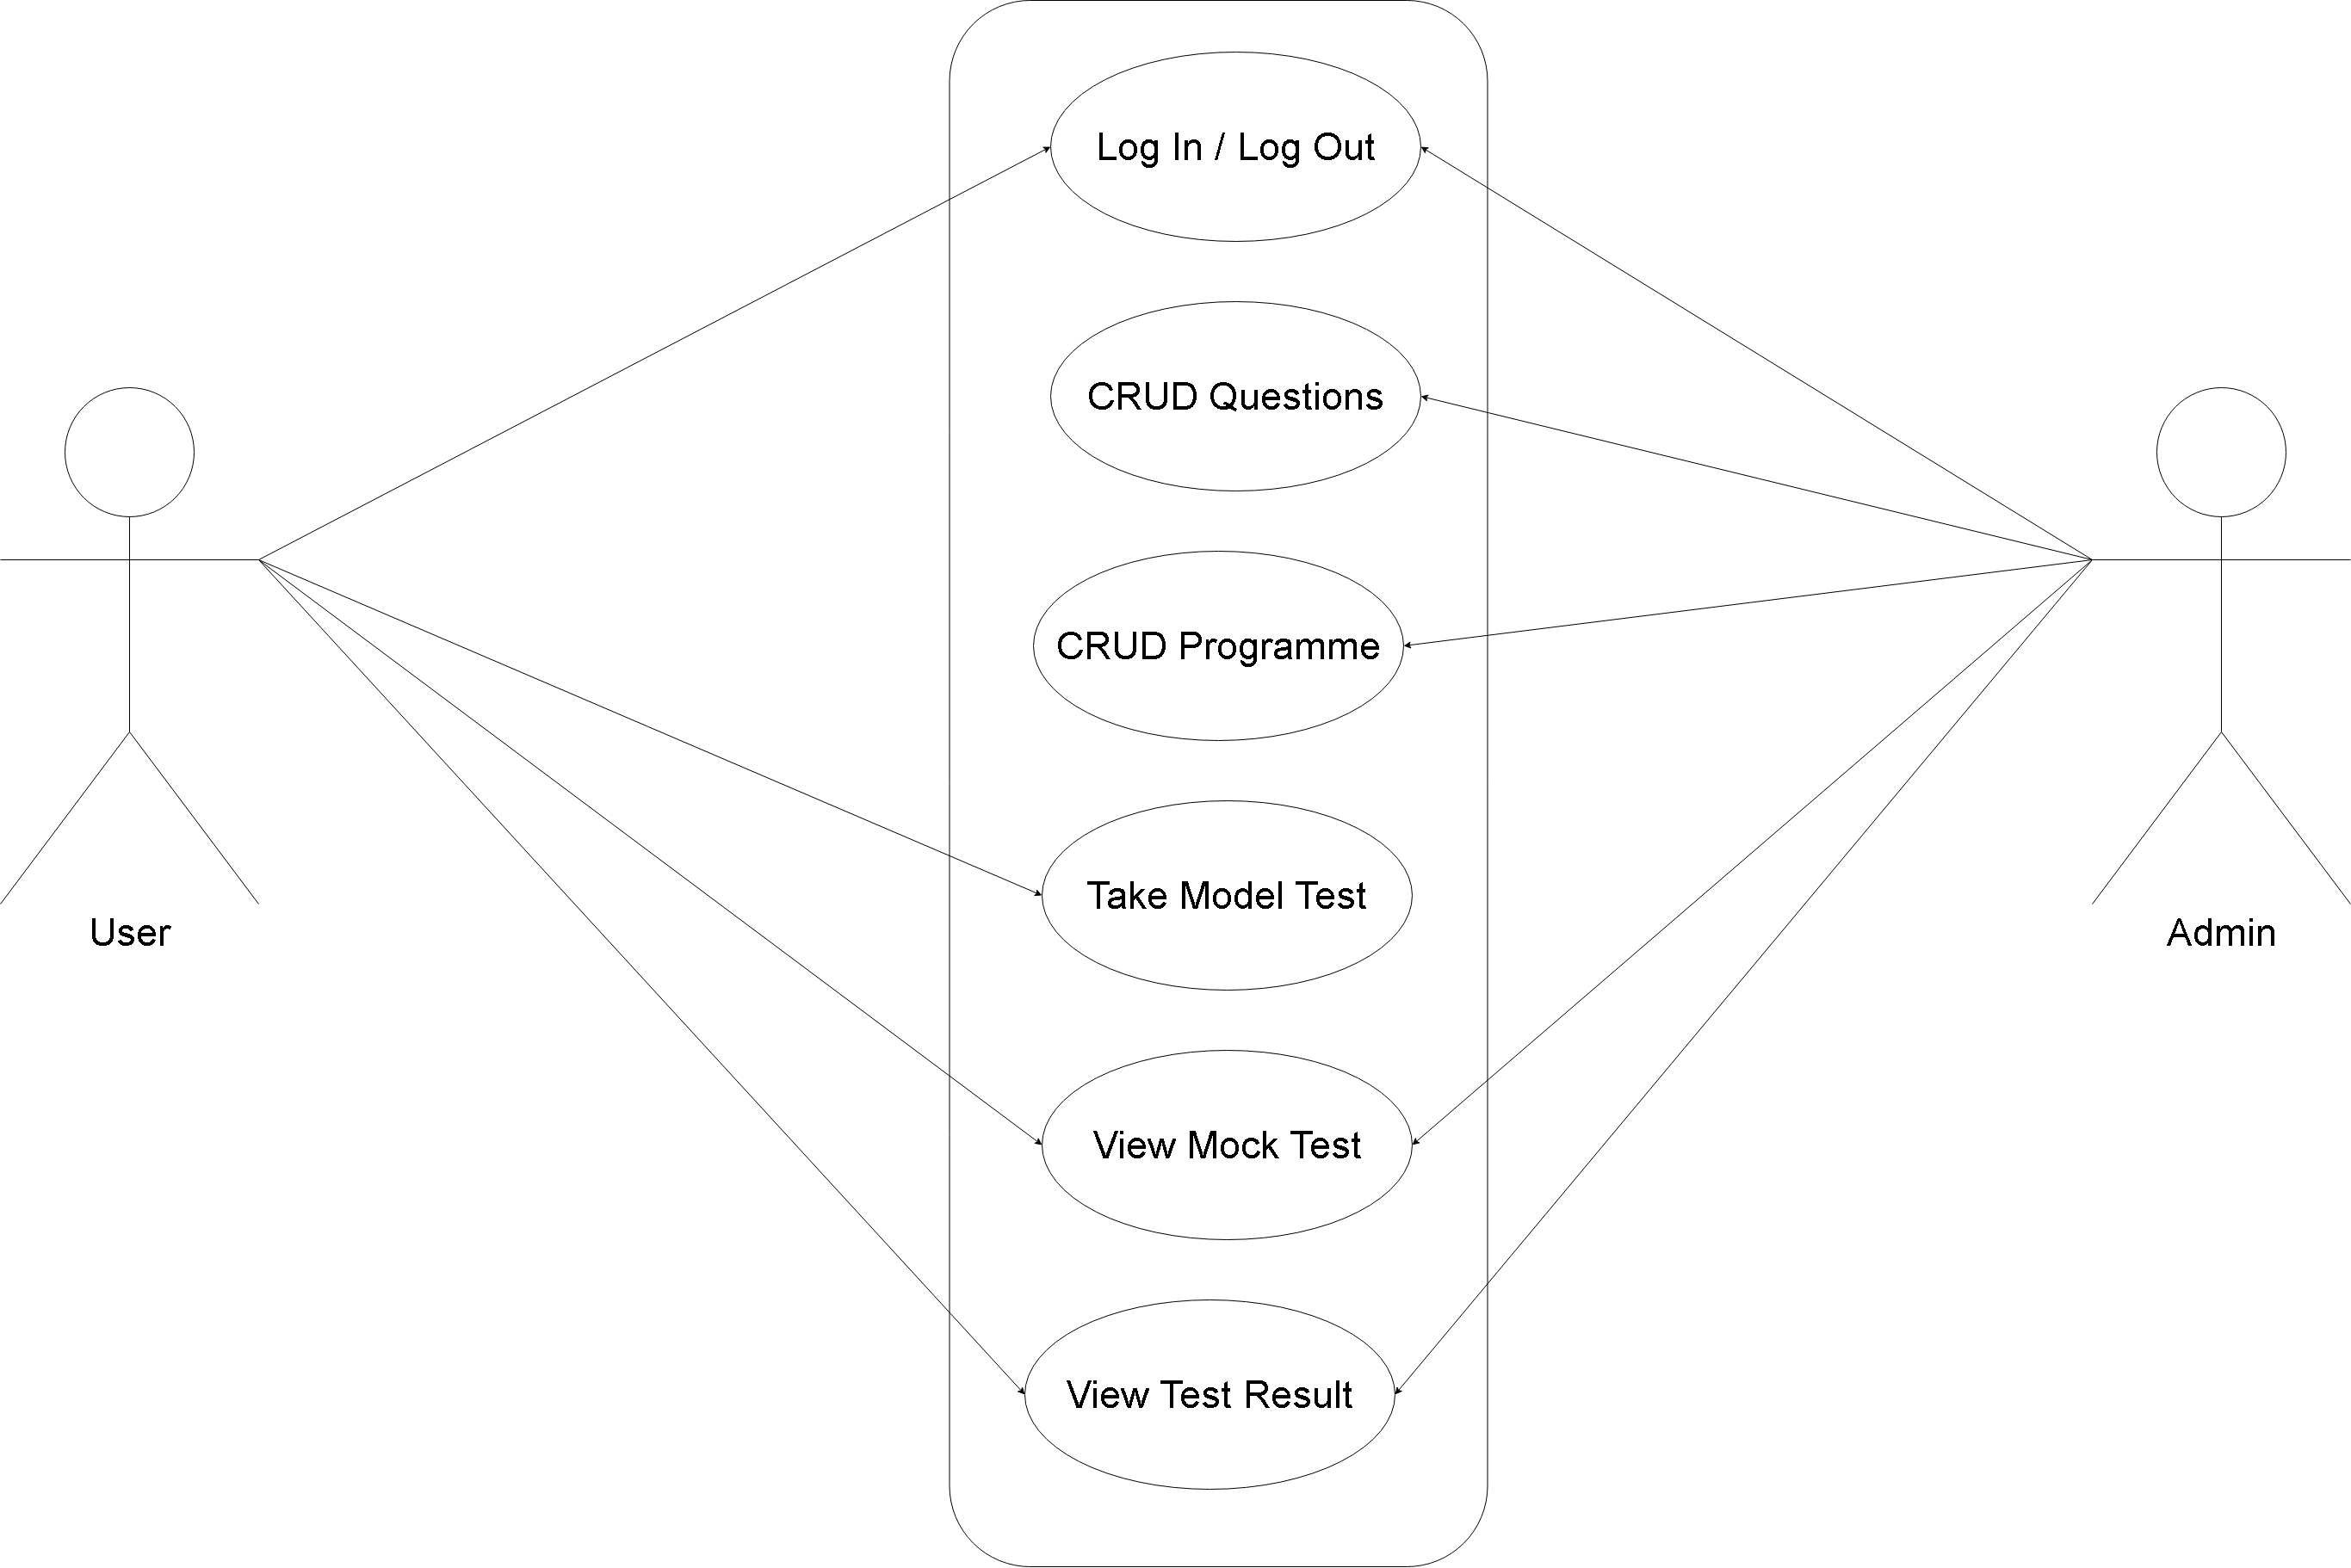 Log In / Log Out
CRUD Questions
CRUD Programme
Take Model Test
User
Admin
View Mock Test
View Test Result